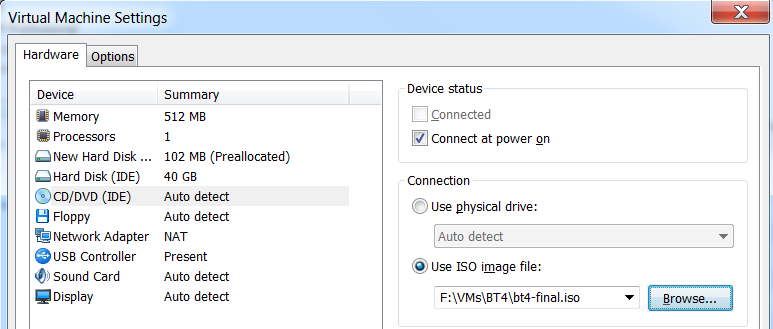 Virtual Machine Settings
Hardware Options
Device Summary
Memory 512 MB
Processors 1
New Hard Disk ... 102 MB (Preallocated)
Hard Disk (IDE) 40 GB
CD/DVD (IDE) Auto detect
Floppy Auto detect
Network Adapter NAT
USB Controller Present
Sound Card Auto detect
Display Auto detect
Device status
Connected
Connect at power on
Connection
Use physical drive:
Auto detect
Use ISO image file:
F:\VMs\BT4\bt4-final.iso Browse...